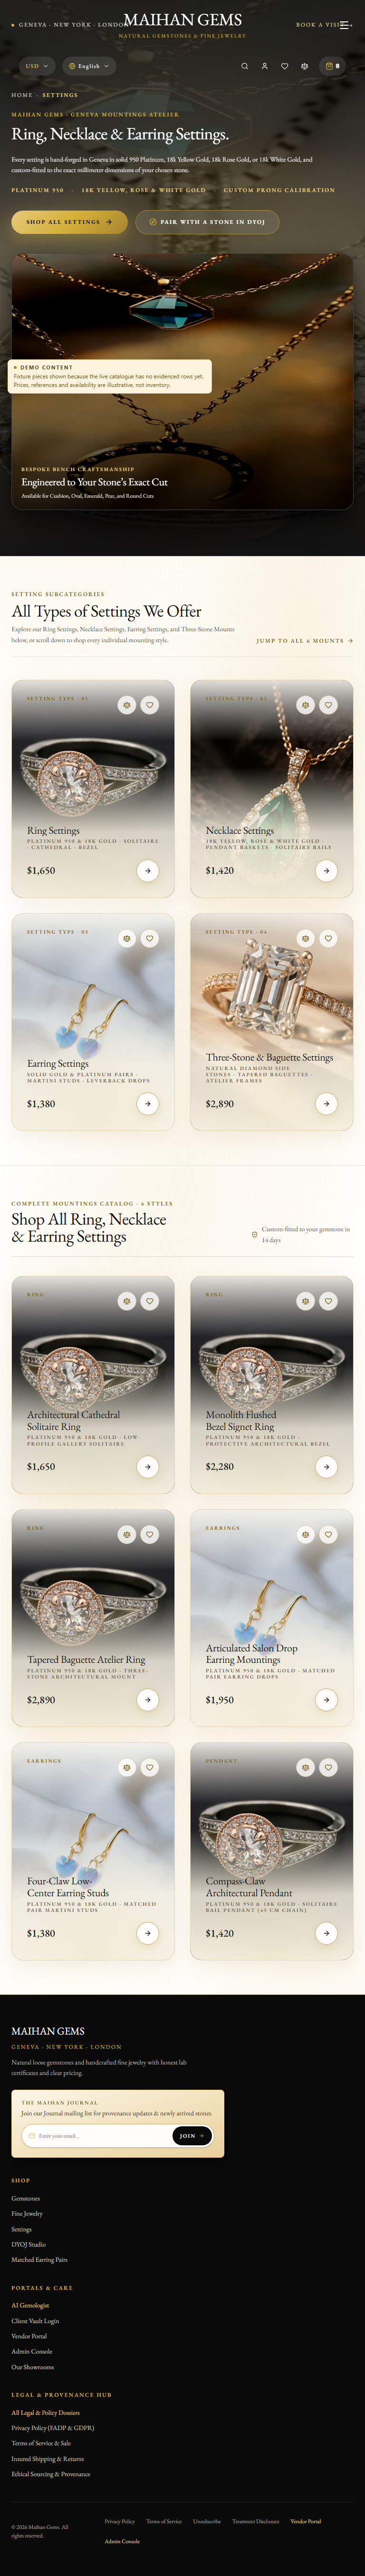 GENEVA · NEW YORK · LONDON
MAIHAN GEMS
NATURAL GEMSTONES & FINE JEWELRY
BOOK A VISIT
USD
English
0
HOME · SETTINGS
MAIHAN GEMS · GENEVA MOUNTINGS ATELIER
Ring, Necklace & Earring Settings.
Every setting is hand-forged in Geneva in solid 950 Platinum, 18k Yellow Gold, 18k Rose Gold, or 18k White Gold, and
custom-fitted to the exact millimeter dimensions of your chosen stone.
PLATINUM 950 · 18K YELLOW, ROSE & WHITE GOLD · CUSTOM PRONG CALIBRATION
SHOP ALL SETTINGS →
PAIR WITH A STONE IN DYOJ
DEMO CONTENT
Fixture pieces shown because the live catalogue has no evidenced rows yet.
Prices, references and availability are illustrative, not inventory.
BESPOKE BENCH CRAFTSMANSHIP
Engineered to Your Stone's Exact Cut
Available for Cushion, Oval, Emerald, Pear, and Round Cuts
SETTING SUBCATEGORIES
All Types of Settings We Offer
Explore our Ring Settings, Necklace Settings, Earring Settings, and Three-Stone Mounts
below, or scroll down to shop every individual mounting style.
JUMP TO ALL 6 MOUNTS →
SETTING TYPE · 01
Ring Settings
PLATINUM 950 & 18K GOLD · SOLITAIRE
· CATHEDRAL · BEZEL
$1,650
SETTING TYPE · 02
Necklace Settings
18K YELLOW, ROSE & WHITE GOLD ·
PENDANT BASKETS · SOLITAIRE BAILS
$1,420
SETTING TYPE · 03
Earring Settings
SOLID GOLD & PLATINUM PAIRS ·
MARTINI STUDS · LEVERBACK DROPS
$1,380
SETTING TYPE · 04
Three-Stone & Baguette Settings
NATURAL DIAMOND SIDE
STONES · TAPERED BAGUETTES ·
ATELIER FRAMES
$2,890
COMPLETE MOUNTINGS CATALOG · 6 STYLES
Shop All Ring, Necklace
& Earring Settings
Custom-fitted to your gemstone in
14 days
RING
Architectural Cathedral
Solitaire Ring
PLATINUM 950 & 18K GOLD · LOW-
PROFILE GALLERY SOLITAIRE
$1,650
RING
Monolith Flushed
Bezel Signet Ring
PLATINUM 950 & 18K GOLD ·
PROTECTIVE ARCHITECTURAL BEZEL
$2,280
RING
Tapered Baguette Atelier Ring
PLATINUM 950 & 18K GOLD · THREE-
STONE ARCHITECTURAL MOUNT
$2,890
EARRINGS
Articulated Salon Drop
Earring Mountings
PLATINUM 950 & 18K GOLD · MATCHED
PAIR EARRING DROPS
$1,950
EARRINGS
Four-Claw Low-
Center Earring Studs
PLATINUM 950 & 18K GOLD · MATCHED
PAIR MARTINI STUDS
$1,380
PENDANT
Compass-Claw
Architectural Pendant
PLATINUM 950 & 18K GOLD · SOLITAIRE
BAIL PENDANT (45 CM CHAIN)
$1,420
MAIHAN GEMS
GENEVA · NEW YORK · LONDON
Natural loose gemstones and handcrafted fine jewelry with honest lab
certificates and clear pricing.
THE MAIHAN JOURNAL
Join our Journal mailing list for provenance updates & newly arrived stones.
Enter your email...
JOIN →
SHOP
Gemstones
Fine Jewelry
Settings
DYOJ Studio
Matched Earring Pairs
PORTALS & CARE
AI Gemologist
Client Vault Login
Vendor Portal
Admin Console
Our Showrooms
LEGAL & PROVENANCE HUB
All Legal & Policy Dossiers
Privacy Policy (FADP & GDPR)
Terms of Service & Sale
Insured Shipping & Returns
Ethical Sourcing & Provenance
© 2026 Maihan Gems. All
rights reserved.
Privacy Policy
Terms of Service
Unsubscribe
Treatment Disclosure
Vendor Portal
Admin Console